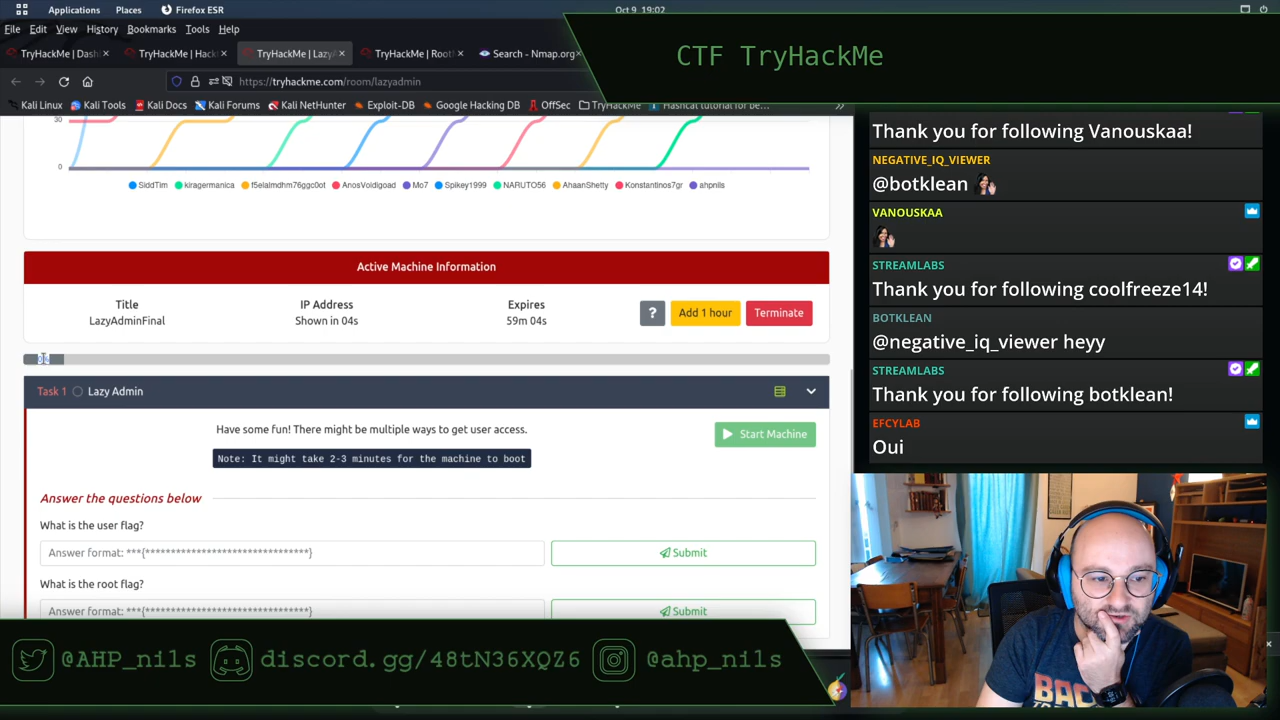 Applications Places Firefox ESR
Oct 9 19:02
File Edit View History Bookmarks Tools Help
TryHackMe | Dash
TryHackMe | Hack
TryHackMe | Lazy
TryHackMe | Root
Search - Nmap.org
https://tryhackme.com/room/lazyadmin
Kali Linux Kali Tools Kali Docs Kali Forums Kali NetHunter Exploit-DB Google Hacking DB OffSec TryHackMe Hashcat tutorial for be…
CTF TryHackMe
30
0
SiddTim kiragermanica f5elalmdhm76ggc0ot AnosVoldigoad Mo7 Spikey1999 NARUTO56 AhaanShetty Konstantinos7gr ahpnils
Active Machine Information
Title
LazyAdminFinal
IP Address
Shown in 04s
Expires
59m 04s
?
Add 1 hour
Terminate
Task 1
Lazy Admin
Have some fun! There might be multiple ways to get user access.
Start Machine
Note: It might take 2-3 minutes for the machine to boot
Answer the questions below
What is the user flag?
Answer format: ***{********************************}
Submit
What is the root flag?
Answer format: ***{********************************}
Submit
Thank you for following Vanouskaa!
NEGATIVE_IQ_VIEWER
@botklean
VANOUSKAA
STREAMLABS
Thank you for following coolfreeze14!
BOTKLEAN
@negative_iq_viewer heyy
STREAMLABS
Thank you for following botklean!
EFCYLAB
Oui
BACK
@AHP_nils discord.gg/48tN36XQZ6 @ahp_nils